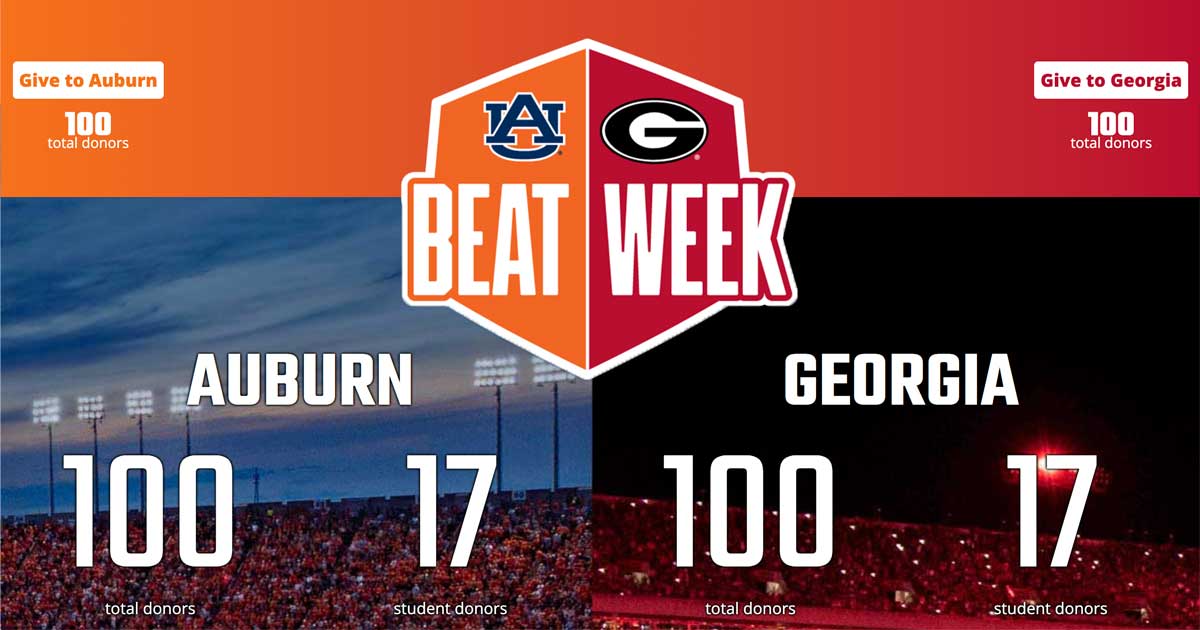 Give to Auburn
100
total donors
Give to Georgia
100
total donors
AU
G
BEAT WEEK
AUBURN
100
total donors
17
student donors
GEORGIA
100
total donors
17
student donors